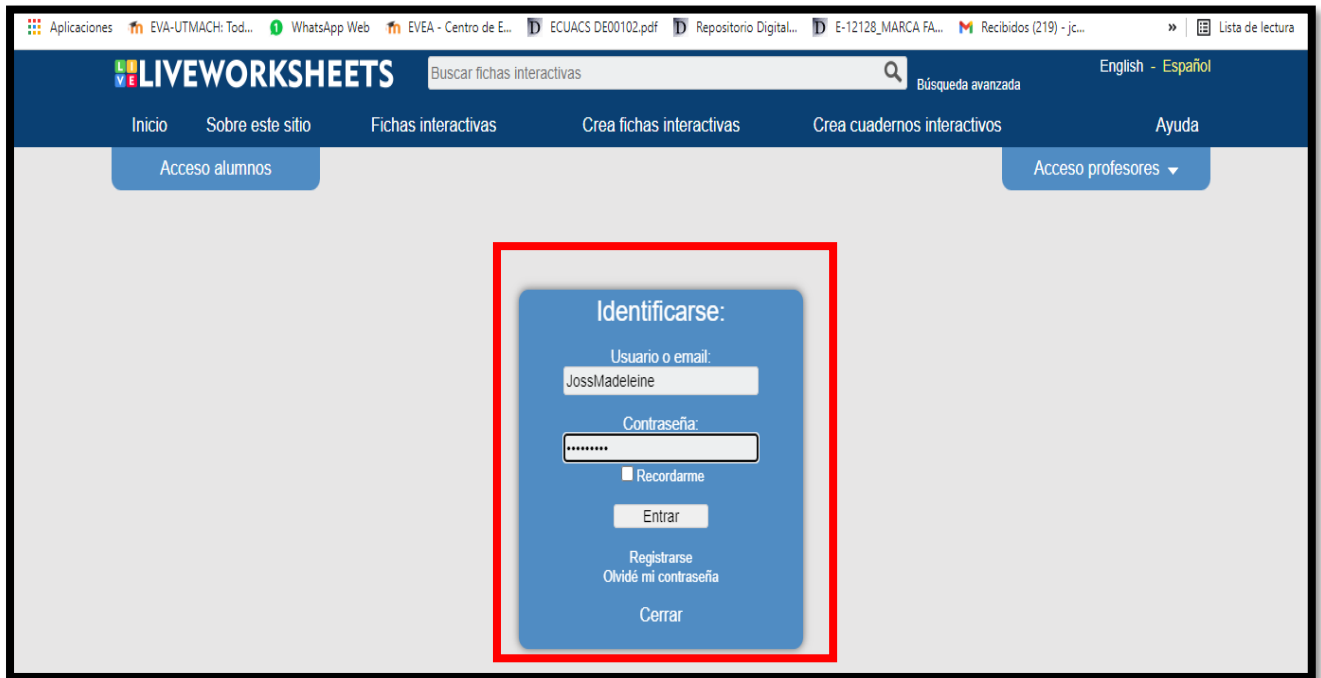 Aplicaciones EVA-UTMACH: Tod... WhatsApp Web EVEA - Centro de E... ECUACS DE00102.pdf Repositorio Digital... E-12128_MARCA FA... Recibidos (219) - jc... » Lista de lectura
LIVE LIVEWORKSHEETS Buscar fichas interactivas Búsqueda avanzada English - Español
Inicio Sobre este sitio Fichas interactivas Crea fichas interactivas Crea cuadernos interactivos Ayuda
Acceso alumnos Acceso profesores
Identificarse:
Usuario o email:
JossMadeleine
Contraseña:
•••••••••
Recordarme
Entrar
Registrarse
Olvidé mi contraseña
Cerrar